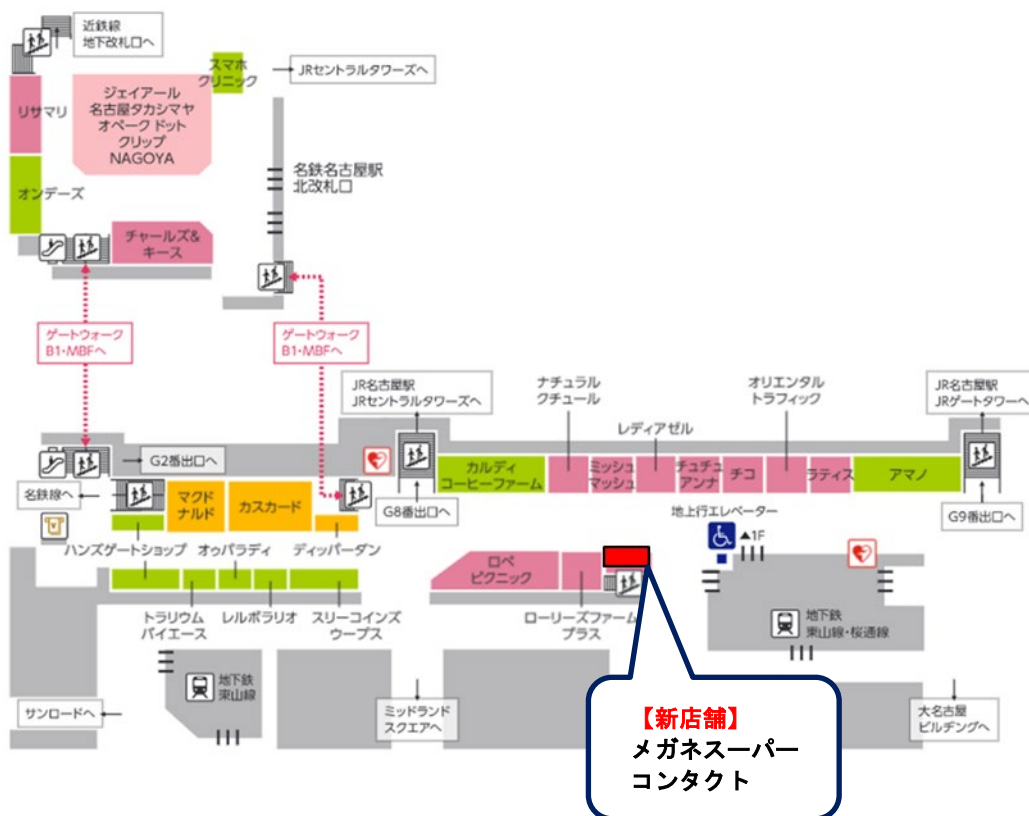 近鉄線
地下改札口へ
スマホ
クリニック
JRセントラルタワーズへ
リサマリ
ジェイアール
名古屋タカシマヤ
オペーク ドット
クリップ
NAGOYA
名鉄名古屋駅
北改札口
オンデーズ
チャールズ&
キース
ゲートウォーク
B1・MBFへ
ゲートウォーク
B1・MBFへ
JR名古屋駅
JRセントラルタワーズへ
ナチュラル
クチュール
オリエンタル
トラフィック
JR名古屋駅
JRゲートタワーへ
レディアゼル
G2番出口へ
カルディ
コーヒーファーム
ミッシュ
マッシュ
チュチュ
アンナ
チコ
ラティス
アマノ
名鉄線へ
マクド
ナルド
カスカード
G8番出口へ
地上行エレベーター
G9番出口へ
▲1F
ハンズゲートショップ
オゥパラディ
ディッパーダン
ロペ
ピクニック
トラリウム
バイエース
レルボラリオ
スリーコインズ
ウープス
ローリーズファーム
プラス
地下鉄
東山線・桜通線
地下鉄
東山線
サンロードへ
ミッドランド
スクエアへ
大名古屋
ビルヂングへ
【新店舗】
メガネスーパー
コンタクト